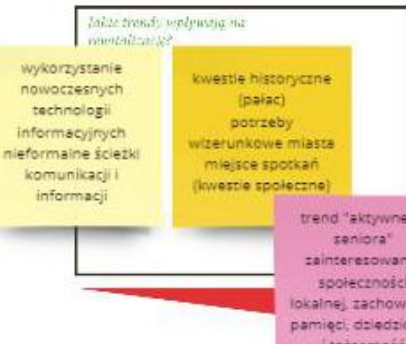 Jakie trendy wpływają na
rewitalizację?
wykorzystanie
nowoczesnych
technologii
informacyjnych
nieformalne ścieżki
komunikacji i
informacji
kwestie historyczne
(pałac)
potrzeby
wizerunkowe miasta
miejsce spotkań
(kwestie społeczne)
trend "aktywne
seniora"
zainteresowan
społeczności
lokalnej, zachow
pamięci, dziedzic